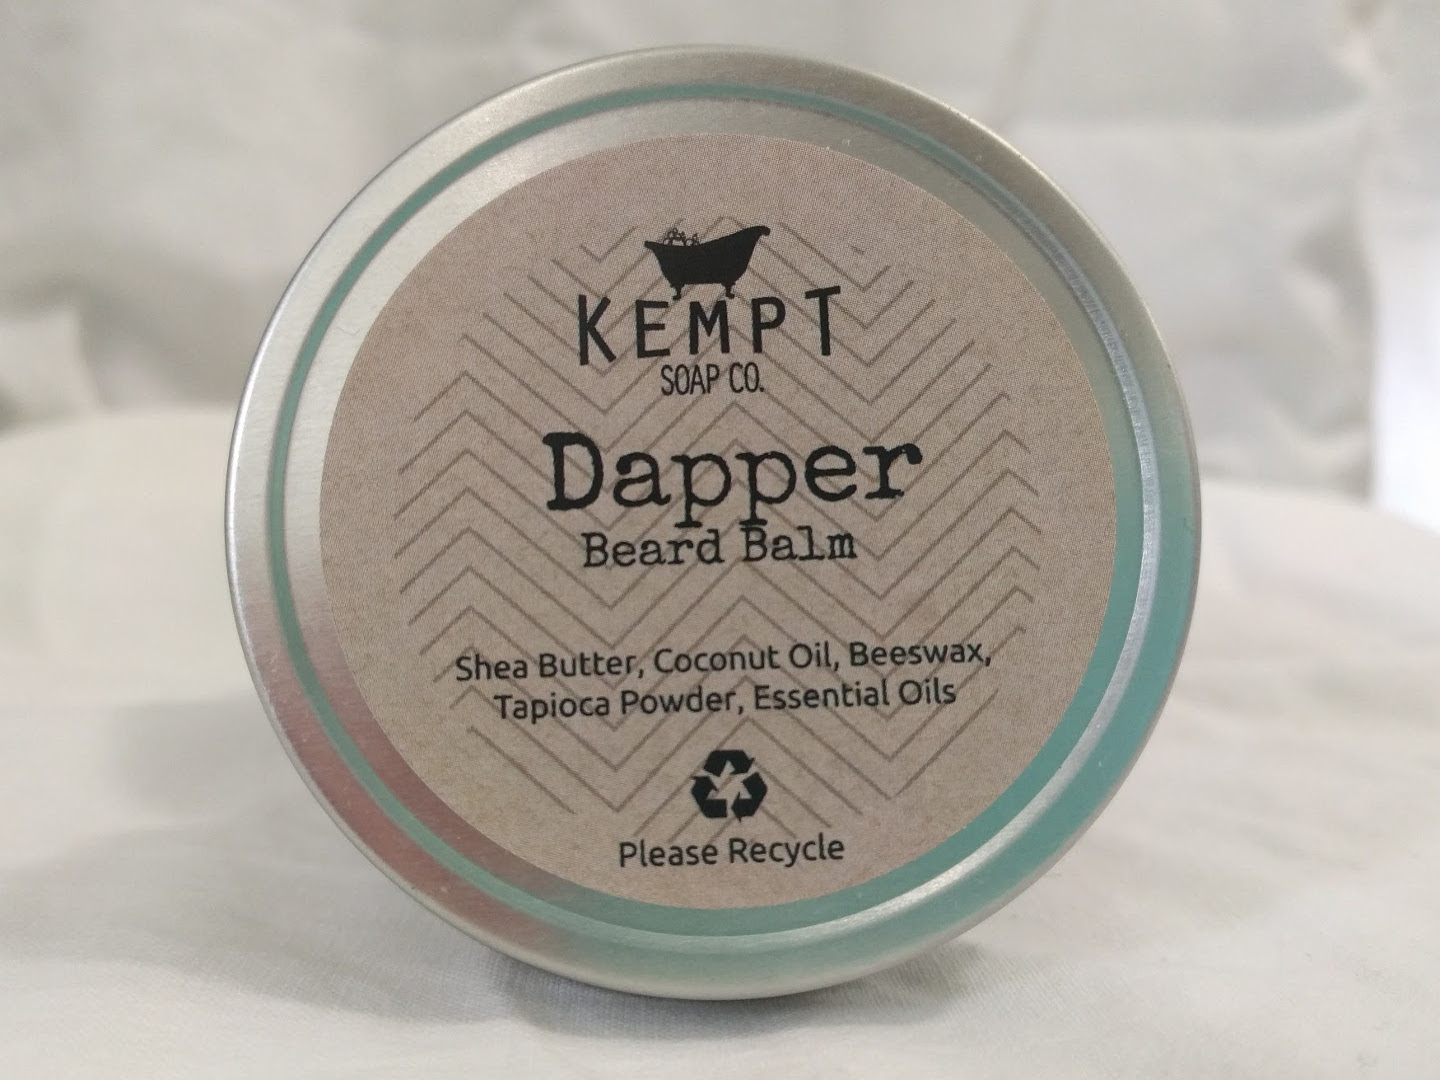 KEMPT
SOAP CO.
Dapper
Beard Balm
Shea Butter, Coconut Oil, Beeswax,
Tapioca Powder, Essential Oils
Please Recycle